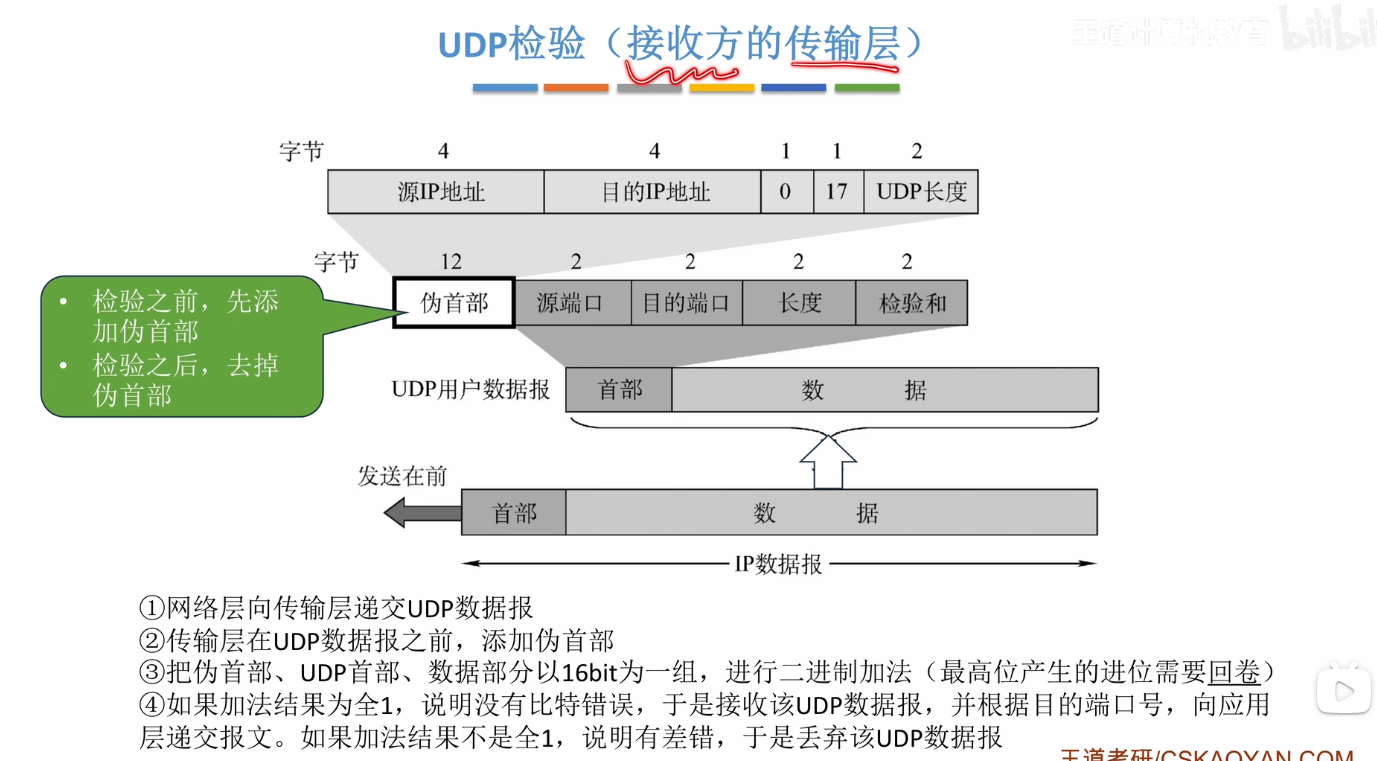 王道计算机教育 bilibili
UDP检验（接收方的传输层）
字节 4 4 1 1 2
源IP地址 目的IP地址 0 17 UDP长度
字节 12 2 2 2 2
伪首部 源端口 目的端口 长度 检验和
• 检验之前，先添
加伪首部
• 检验之后，去掉
伪首部
UDP用户数据报 首部 数 据
发送在前
首部 数 据
IP数据报
①网络层向传输层递交UDP数据报
②传输层在UDP数据报之前，添加伪首部
③把伪首部、UDP首部、数据部分以16bit为一组，进行二进制加法（最高位产生的进位需要回卷）
④如果加法结果为全1，说明没有比特错误，于是接收该UDP数据报，并根据目的端口号，向应用
层递交报文。如果加法结果不是全1，说明有差错，于是丢弃该UDP数据报
王道考研/CSKAOYAN.COM